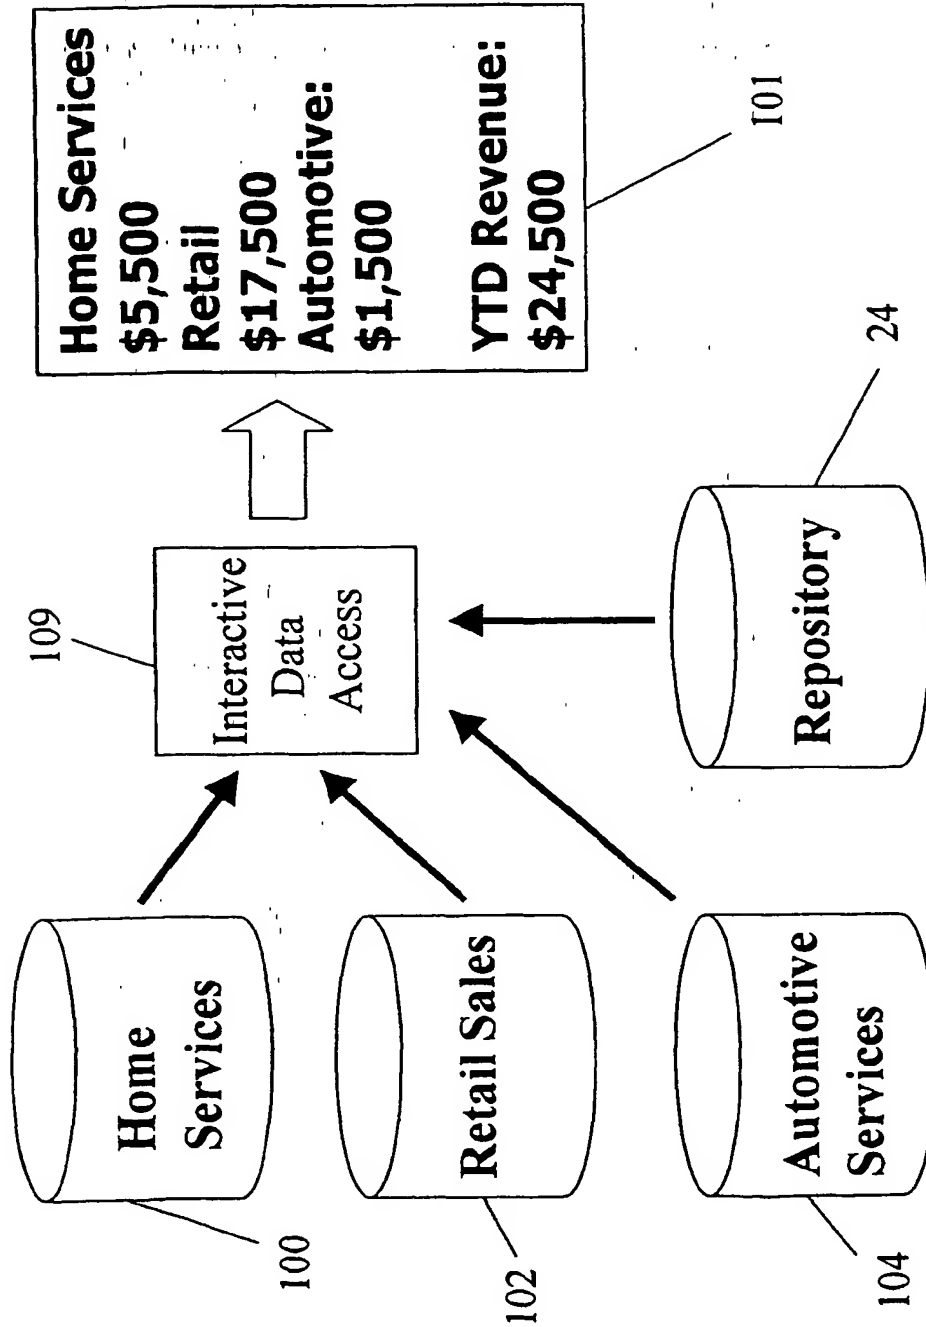 100
Home
Services
102
Retail Sales
104
Automotive
Services
109
Interactive
Data
Access
24
Repository
Home Services
$5,500
Retail
$17,500
Automotive:
$1,500
YTD Revenue:
$24,500
101